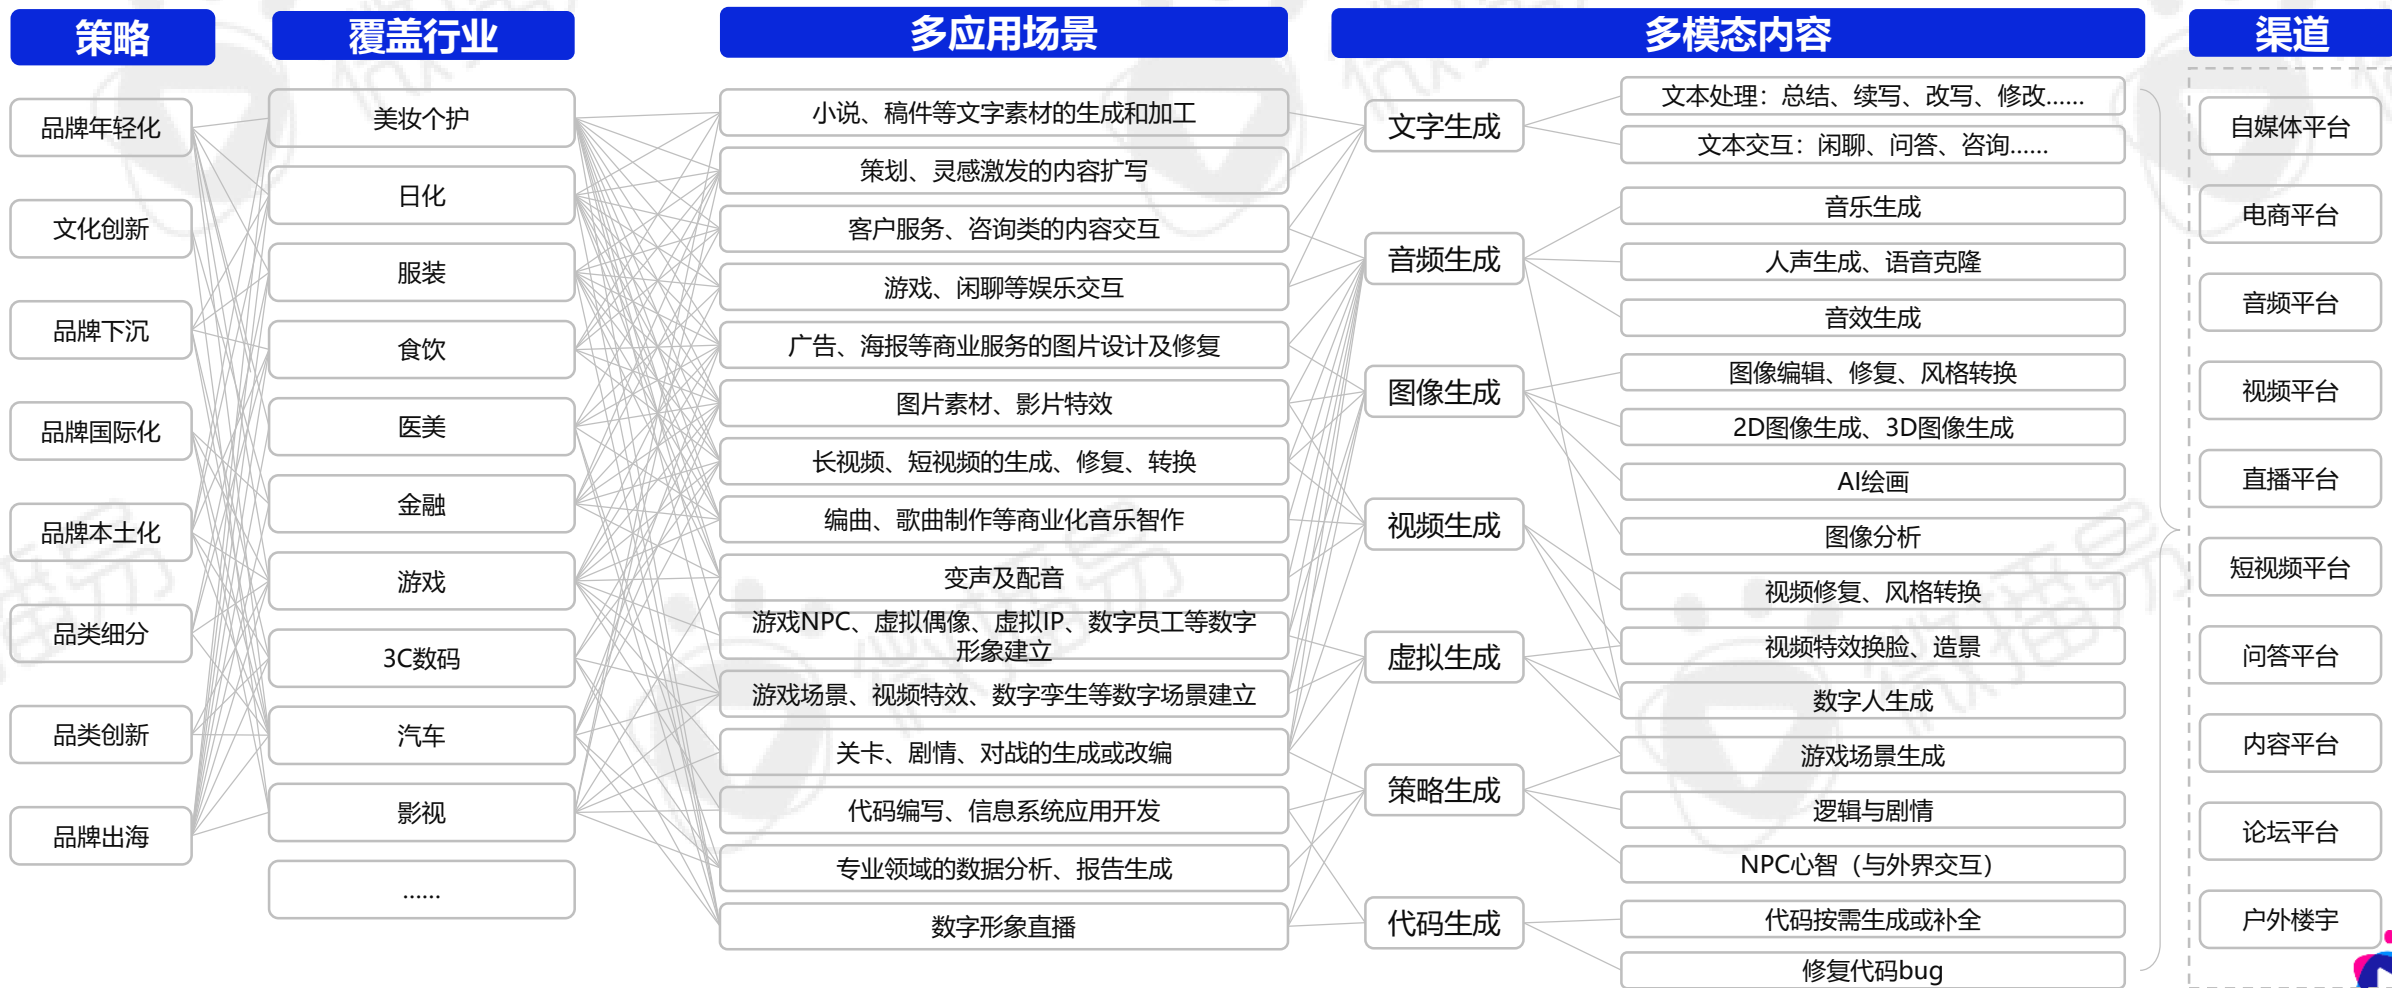 策略
覆盖行业
多应用场景
多模态内容
渠道
品牌年轻化
文化创新
品牌下沉
品牌国际化
品牌本土化
品类细分
品类创新
品牌出海
美妆个护
日化
服装
食饮
医美
金融
游戏
3C数码
汽车
影视
......
小说、稿件等文字素材的生成和加工
策划、灵感激发的内容扩写
客户服务、咨询类的内容交互
游戏、闲聊等娱乐交互
广告、海报等商业服务的图片设计及修复
图片素材、影片特效
长视频、短视频的生成、修复、转换
编曲、歌曲制作等商业化音乐智作
变声及配音
游戏NPC、虚拟偶像、虚拟IP、数字员工等数字
形象建立
游戏场景、视频特效、数字孪生等数字场景建立
关卡、剧情、对战的生成或改编
代码编写、信息系统应用开发
专业领域的数据分析、报告生成
数字形象直播
文字生成
音频生成
图像生成
视频生成
虚拟生成
策略生成
代码生成
文本处理：总结、续写、改写、修改......
文本交互：闲聊、问答、咨询......
音乐生成
人声生成、语音克隆
音效生成
图像编辑、修复、风格转换
2D图像生成、3D图像生成
AI绘画
图像分析
视频修复、风格转换
视频特效换脸、造景
数字人生成
游戏场景生成
逻辑与剧情
NPC心智（与外界交互）
代码按需生成或补全
修复代码bug
自媒体平台
电商平台
音频平台
视频平台
直播平台
短视频平台
问答平台
内容平台
论坛平台
户外楼宇
微播易
微播易